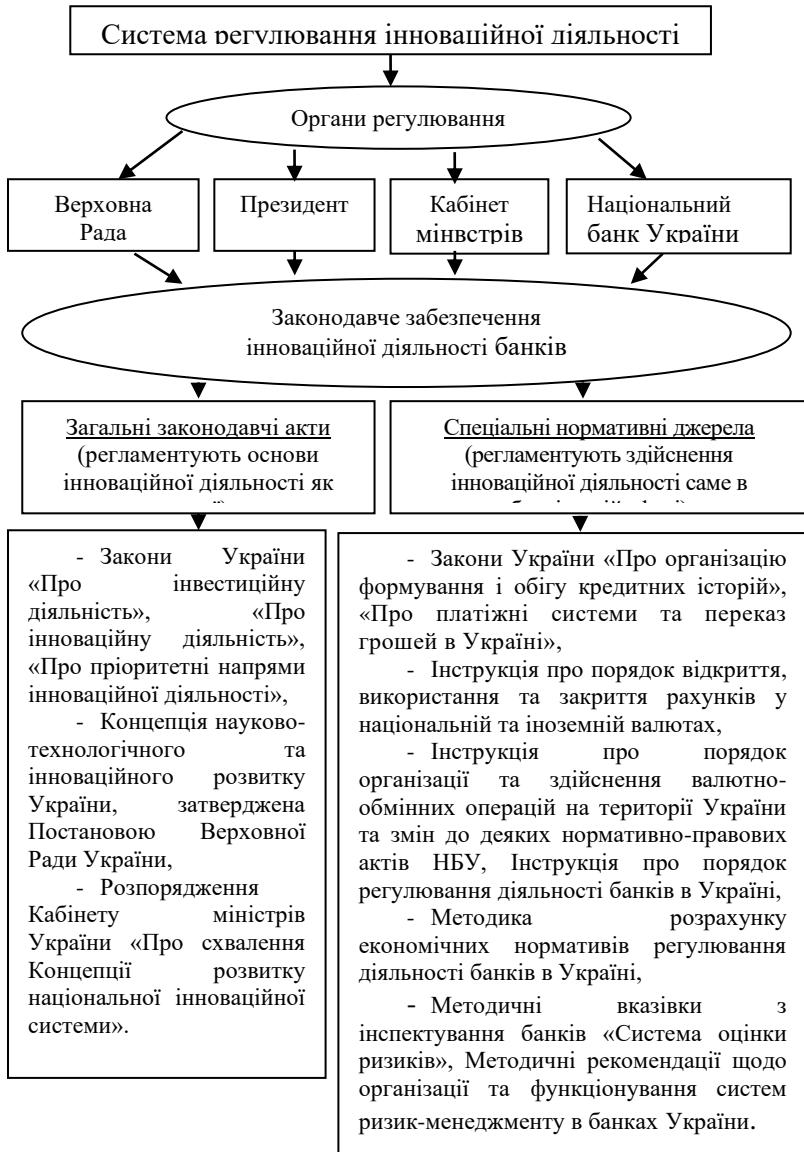 Система регулювання інноваційної діяльності
Органи регулювання
Верховна
Рада
Президент
Кабінет
мінвстрів
Національний
банк України
Законодавче забезпечення
інноваційної діяльності банків
Загальні законодавчі акти
(регламентують основи
інноваційної діяльності як
Спеціальні нормативні джерела
(регламентують здійснення
інноваційної діяльності саме в
- Закони України
«Про інвестиційну
діяльність», «Про
інноваційну діяльність»,
«Про пріоритетні напрями
інноваційної діяльності»,
- Концепція науково-
технологічного та
інноваційного розвитку
України, затверджена
Постановою Верховної
Ради України,
- Розпорядження
Кабінету міністрів
України «Про схвалення
Концепції розвитку
національної інноваційної
системи».
- Закони України «Про організацію
формування і обігу кредитних історій»,
«Про платіжні системи та переказ
грошей в Україні»,
- Інструкція про порядок відкриття,
використання та закриття рахунків у
національній та іноземній валютах,
- Інструкція про порядок
організації та здійснення валютно-
обмінних операцій на території України
та змін до деяких нормативно-правових
актів НБУ, Інструкція про порядок
регулювання діяльності банків в Україні,
- Методика розрахунку
економічних нормативів регулювання
діяльності банків в Україні,
- Методичні вказівки з
інспектування банків «Система оцінки
ризиків», Методичні рекомендації щодо
організації та функціонування систем
ризик-менеджменту в банках України.